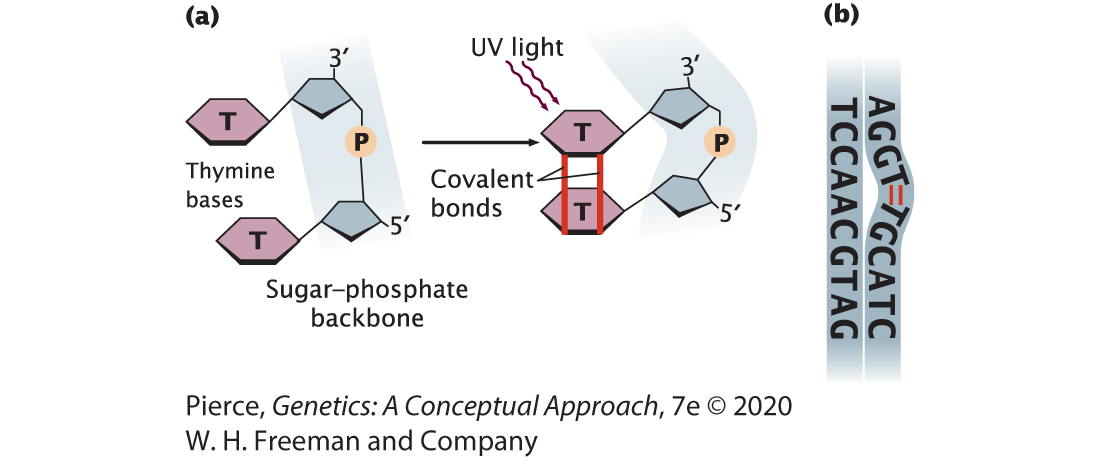 (a)
3′
T
P
Thymine
bases
T
5′
Sugar–phosphate
backbone
UV light
3′
T
P
Covalent
bonds
T
5′
(b)
TCCAACGTAG
AGGTTGCATC
Pierce, Genetics: A Conceptual Approach, 7e © 2020
W. H. Freeman and Company